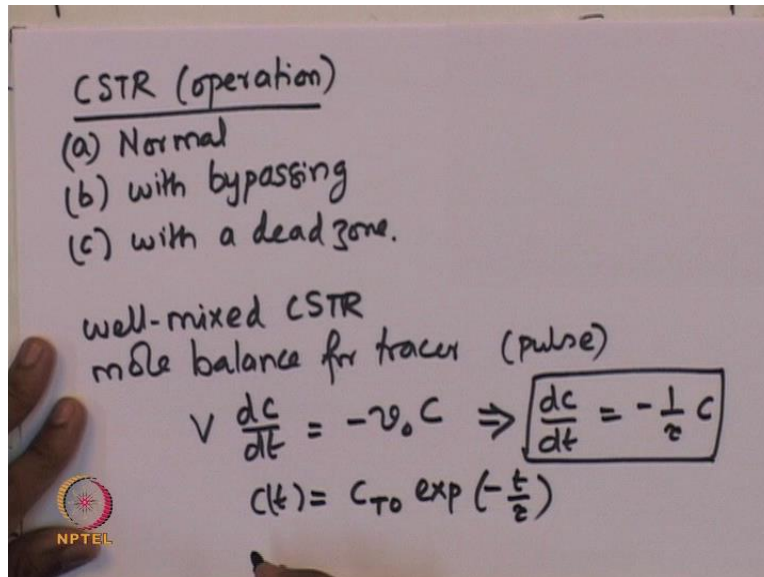 CSTR (operation)
(a) Normal
(b) with bypassing
(c) with a dead zone.
well-mixed CSTR
mole balance for tracer (pulse)
V dc/dt = -v₀ C ⇒ dc/dt = -1/τ C
C(t) = C_T0 exp(-t/τ)
NPTEL